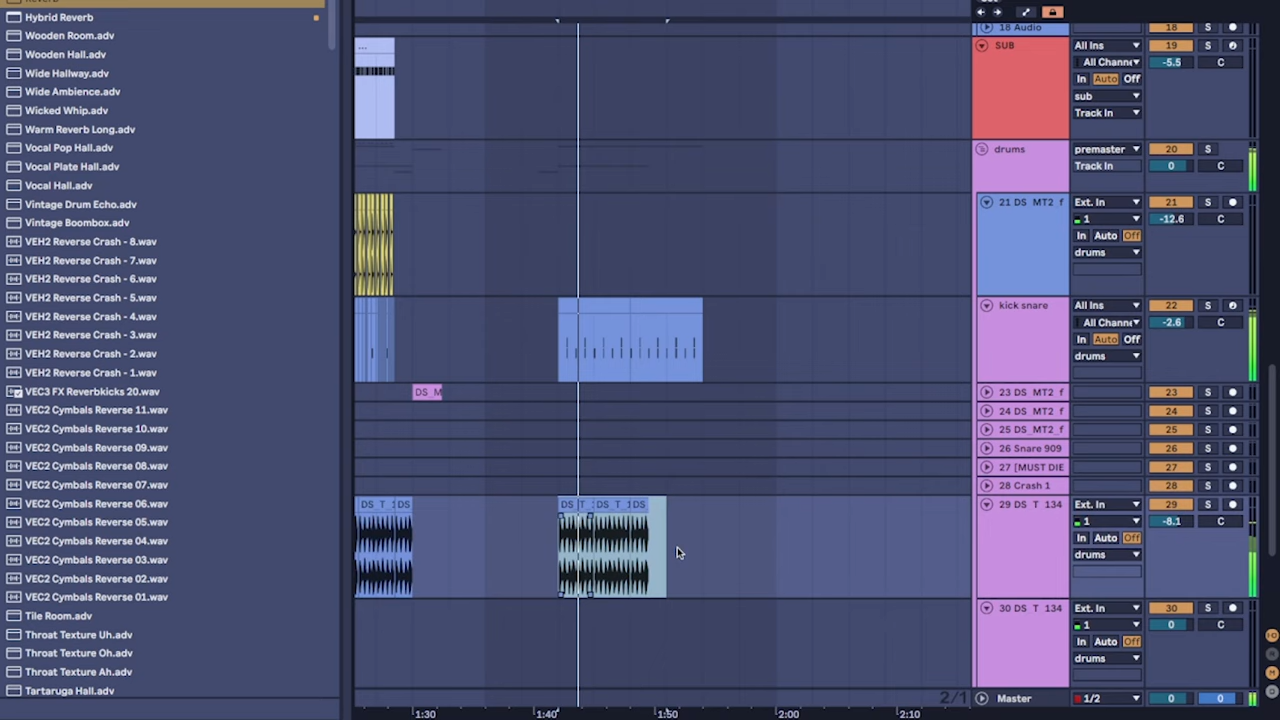 Reverb
Hybrid Reverb
Wooden Room.adv
Wooden Hall.adv
Wide Hallway.adv
Wide Ambience.adv
Wicked Whip.adv
Warm Reverb Long.adv
Vocal Pop Hall.adv
Vocal Plate Hall.adv
Vocal Hall.adv
Vintage Drum Echo.adv
Vintage Boombox.adv
VEH2 Reverse Crash - 8.wav
VEH2 Reverse Crash - 7.wav
VEH2 Reverse Crash - 6.wav
VEH2 Reverse Crash - 5.wav
VEH2 Reverse Crash - 4.wav
VEH2 Reverse Crash - 3.wav
VEH2 Reverse Crash - 2.wav
VEH2 Reverse Crash - 1.wav
VEC3 FX Reverbkicks 20.wav
VEC2 Cymbals Reverse 11.wav
VEC2 Cymbals Reverse 10.wav
VEC2 Cymbals Reverse 09.wav
VEC2 Cymbals Reverse 08.wav
VEC2 Cymbals Reverse 07.wav
VEC2 Cymbals Reverse 06.wav
VEC2 Cymbals Reverse 05.wav
VEC2 Cymbals Reverse 04.wav
VEC2 Cymbals Reverse 03.wav
VEC2 Cymbals Reverse 02.wav
VEC2 Cymbals Reverse 01.wav
Tile Room.adv
Throat Texture Uh.adv
Throat Texture Oh.adv
Throat Texture Ah.adv
Tartaruga Hall.adv
...
DS_M
DS_T_1 DS
DS T DS T 1 DS
1:30 1:40 1:50 2:00 2:10
2/1
18 Audio 18 S
SUB All Ins 19 S
All Channe -5.5 C
In Auto Off
sub
Track In
drums premaster 20 S
Track In 0 C
21 DS_MT2_f Ext. In 21 S
1 -12.6 C
In Auto Off
drums
kick snare All Ins 22 S
All Channe -2.6 C
In Auto Off
drums
23 DS_MT2_f 23 S
24 DS_MT2_f 24 S
25 DS_MT2_f 25 S
26 Snare 909 26 S
27 [MUST DIE 27 S
28 Crash 1 28 S
29 DS_T_134 Ext. In 29 S
1 -8.1 C
In Auto Off
drums
30 DS_T_134 Ext. In 30 S
1 0 C
In Auto Off
drums
Master 1/2 0 0